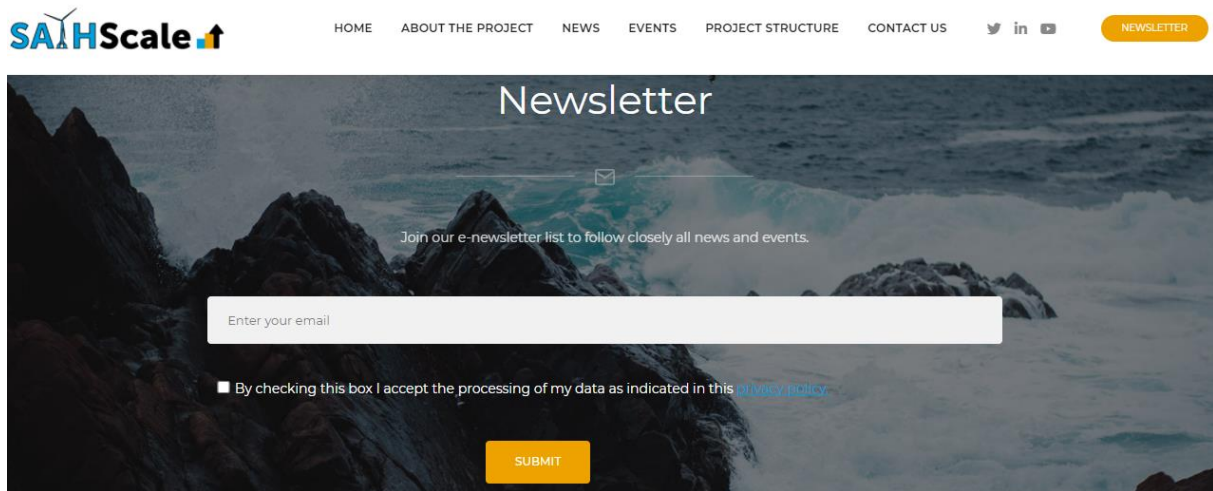 SATHScale
HOME ABOUT THE PROJECT NEWS EVENTS PROJECT STRUCTURE CONTACT US NEWSLETTER
Newsletter
Join our e-newsletter list to follow closely all news and events.
Enter your email
By checking this box I accept the processing of my data as indicated in this privacy policy.
SUBMIT